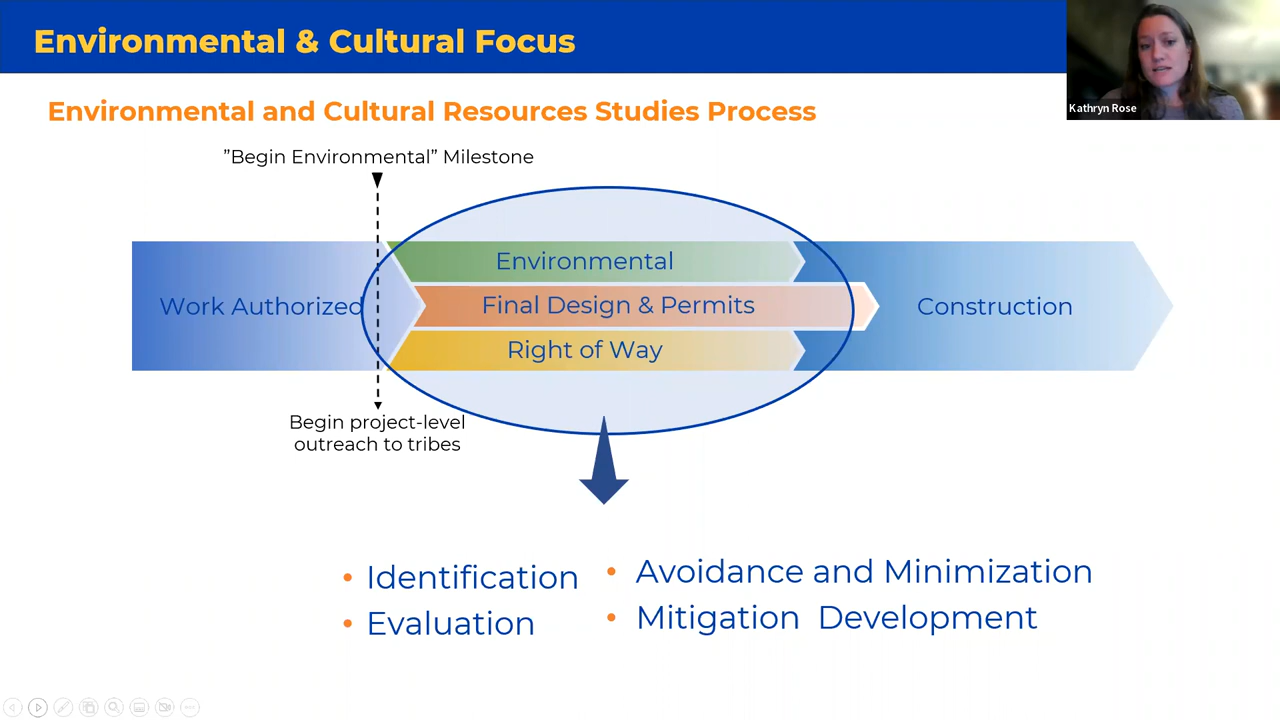 Environmental & Cultural Focus
Kathryn Rose
Environmental and Cultural Resources Studies Process
”Begin Environmental” Milestone
Environmental
Work Authorized
Final Design & Permits
Construction
Right of Way
Begin project-level
outreach to tribes
• Identification
• Evaluation
• Avoidance and Minimization
• Mitigation Development